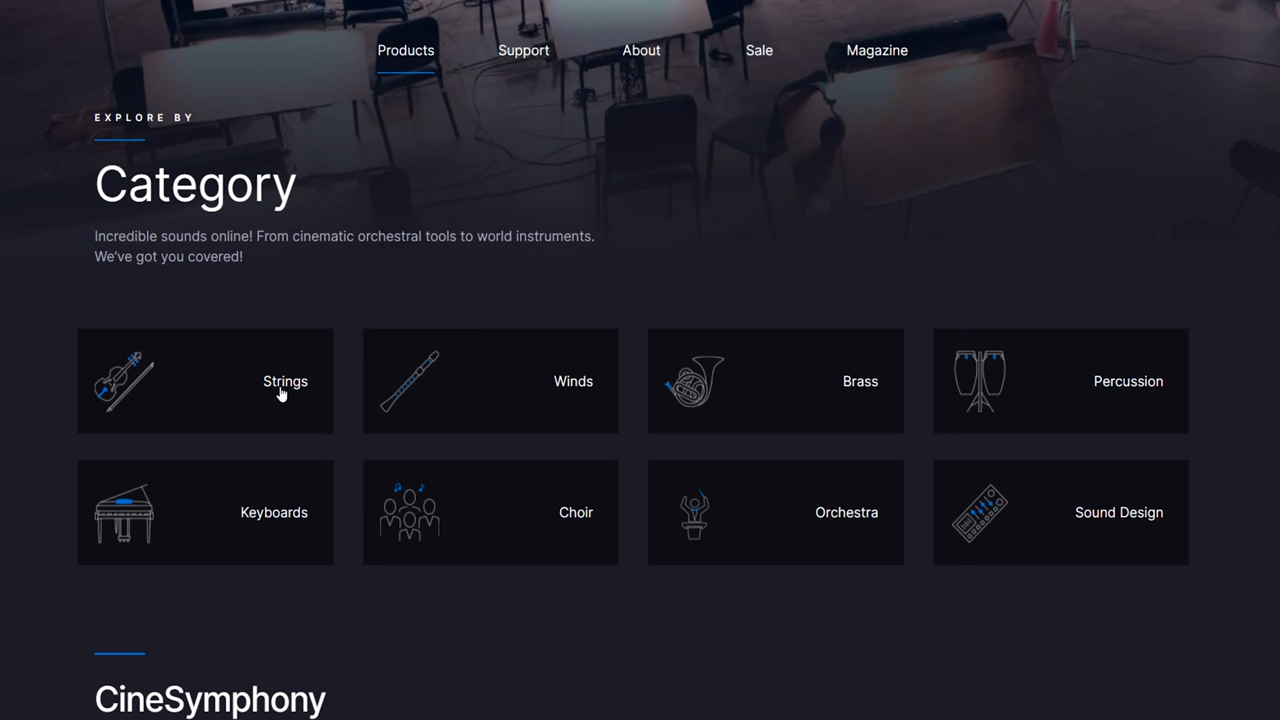 Products Support About Sale Magazine
EXPLORE BY
Category
Incredible sounds online! From cinematic orchestral tools to world instruments.
We've got you covered!
Strings Winds Brass Percussion
Keyboards Choir Orchestra Sound Design
CineSymphony